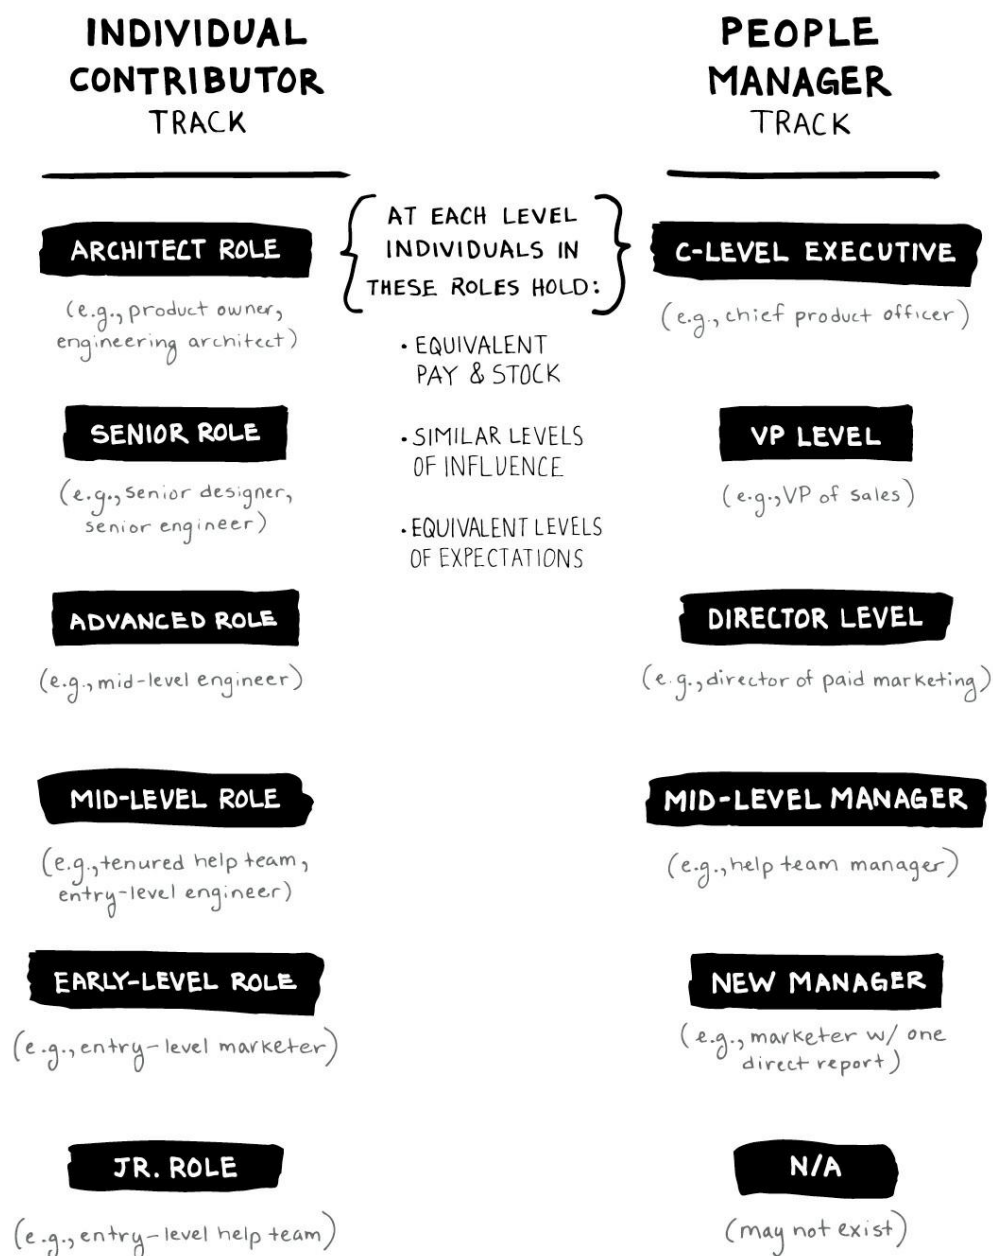 INDIVIDUAL
CONTRIBUTOR
TRACK
PEOPLE
MANAGER
TRACK
AT EACH LEVEL
INDIVIDUALS IN
THESE ROLES HOLD:
• EQUIVALENT
PAY & STOCK
• SIMILAR LEVELS
OF INFLUENCE
• EQUIVALENT LEVELS
OF EXPECTATIONS
ARCHITECT ROLE
(e.g., product owner,
engineering architect)
C-LEVEL EXECUTIVE
(e.g., chief product officer)
SENIOR ROLE
(e.g., senior designer,
senior engineer)
VP LEVEL
(e.g., VP of sales)
ADVANCED ROLE
(e.g., mid-level engineer)
DIRECTOR LEVEL
(e.g., director of paid marketing)
MID-LEVEL ROLE
(e.g., tenured help team,
entry-level engineer)
MID-LEVEL MANAGER
(e.g., help team manager)
EARLY-LEVEL ROLE
(e.g., entry-level marketer)
NEW MANAGER
(e.g., marketer w/ one
direct report)
JR. ROLE
(e.g., entry-level help team)
N/A
(may not exist)